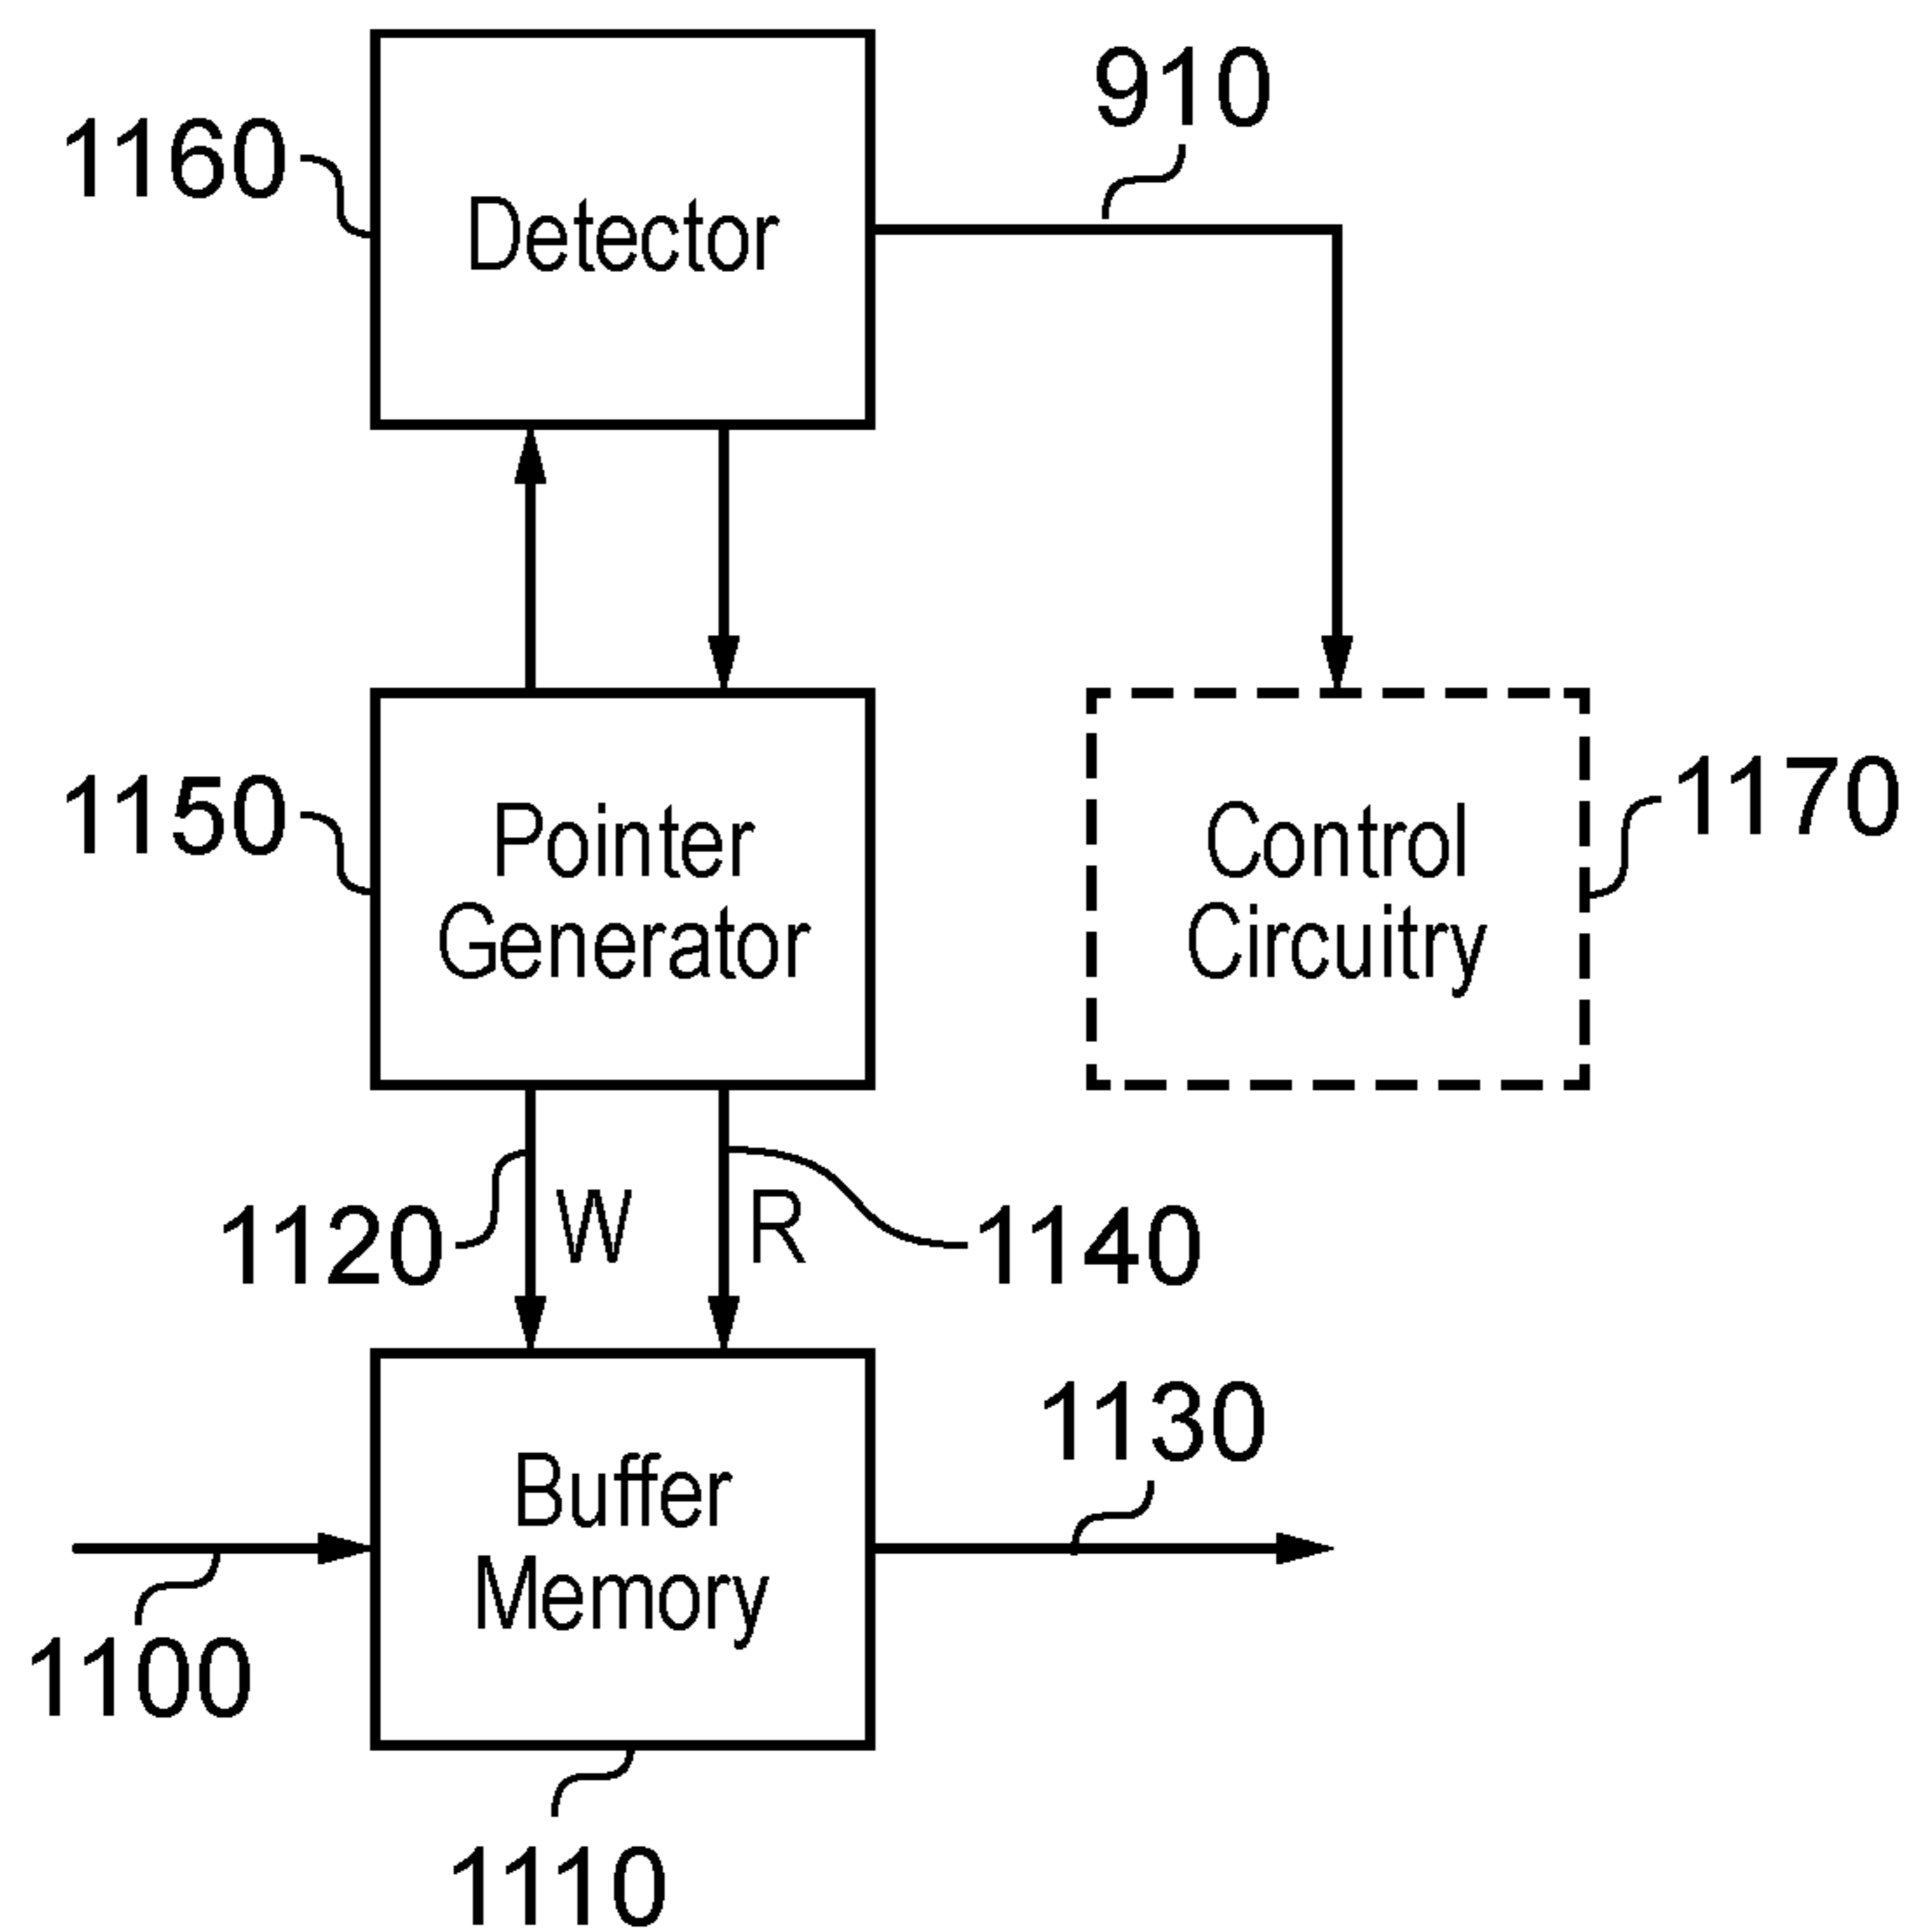 910
1160
Detector
1150
Pointer
Generator
Control
Circuitry
1170
1120
W
R
1140
1130
Buffer
Memory
1100
1110